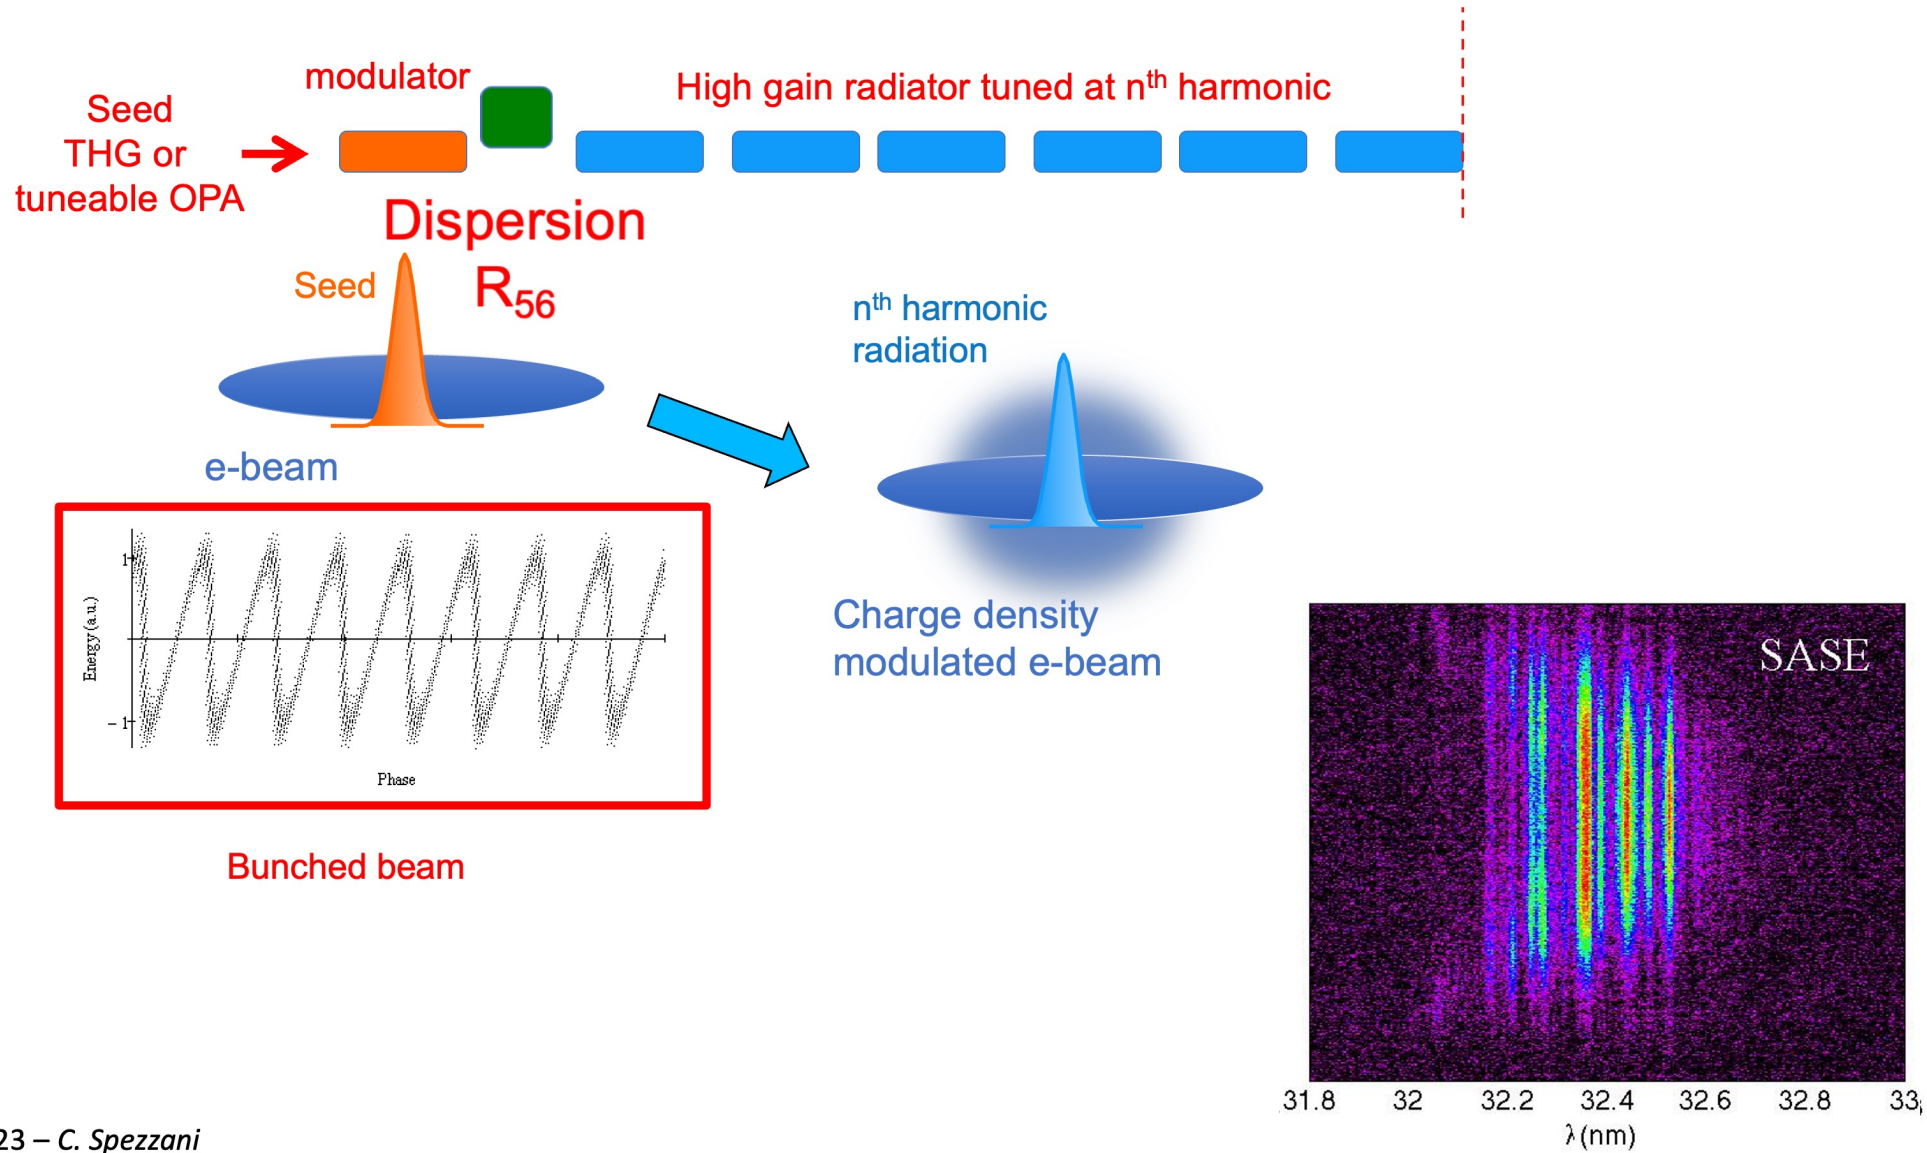 modulator
High gain radiator tuned at nth harmonic
Seed
THG or
tuneable OPA
Dispersion
R56
Seed
nth harmonic
radiation
e-beam
1
Energy (a.u.)
– 1
Phase
Charge density
modulated e-beam
SASE
Bunched beam
31.8 32 32.2 32.4 32.6 32.8 33
λ (nm)
23 – C. Spezzani